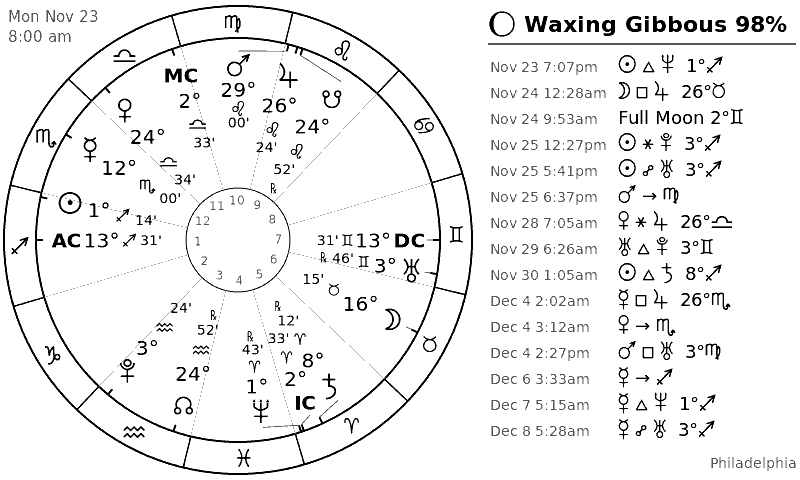 Mon Nov 23
8:00 am
☽ Waxing Gibbous 98%
Nov 23 7:07pm ☉ △ ♆ 1°♐
Nov 24 12:28am ☽ □ ♃ 26°♉
Nov 24 9:53am Full Moon 2°♊
Nov 25 12:27pm ☉ ⚹ ♇ 3°♐
Nov 25 5:41pm ☉ ☍ ♅ 3°♐
Nov 25 6:37pm ♂ → ♍
Nov 28 7:05am ♀ ⚹ ♃ 26°♎
Nov 29 6:26am ♅ △ ♇ 3°♊
Nov 30 1:05am ☉ △ ♄ 8°♐
Dec 4 2:02am ☿ □ ♃ 26°♏
Dec 4 3:12am ♀ → ♏
Dec 4 2:27pm ♂ □ ♅ 3°♍
Dec 6 3:33am ☿ → ♐
Dec 7 5:15am ☿ △ ♆ 1°♐
Dec 8 5:28am ☿ ☍ ♅ 3°♐
Philadelphia
♍
♌
♋
♊
♉
♈
♓
♒
♑
♐
♏
♎
MC 2° ♎ 33'
♂ 29° ♌ 00'
♃ 26° ♌ 24'
☋ 24° ♌ 52' ℞
♀ 24° ♎ 34'
☿ 12° ♏ 00'
☉ 1° ♐ 14'
AC 13° ♐ 31'
31' ♊ 13° DC
℞ 46' ♊ 3° ♅
15' ♉ 16° ☽
♇ 3° ♒ 24'
☊ 24° ♒ 52' ℞
♆ 1° ♈ 43' ℞
IC 2° ♈ 33'
♄ 8° ♈ 12' ℞
1
2
3
4
5
6
7
8
9
10
11
12